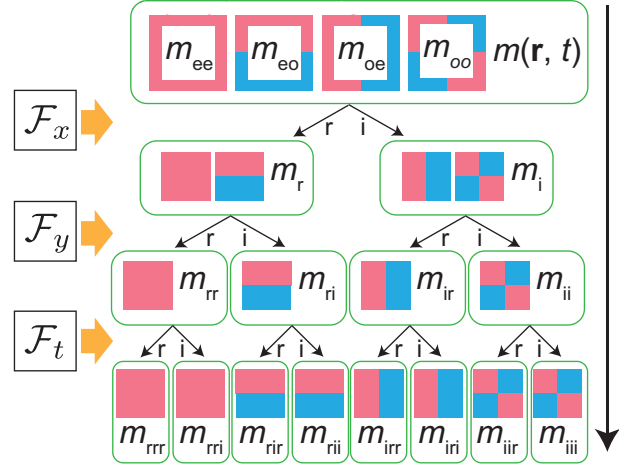 m_ee m_eo m_oe m_oo m(r, t)
F_x
r i
m_r m_i
F_y
r i r i
m_rr m_ri m_ir m_ii
F_t
r i r i r i r i
m_rrr m_rri m_rir m_rii m_irr m_iri m_iir m_iii